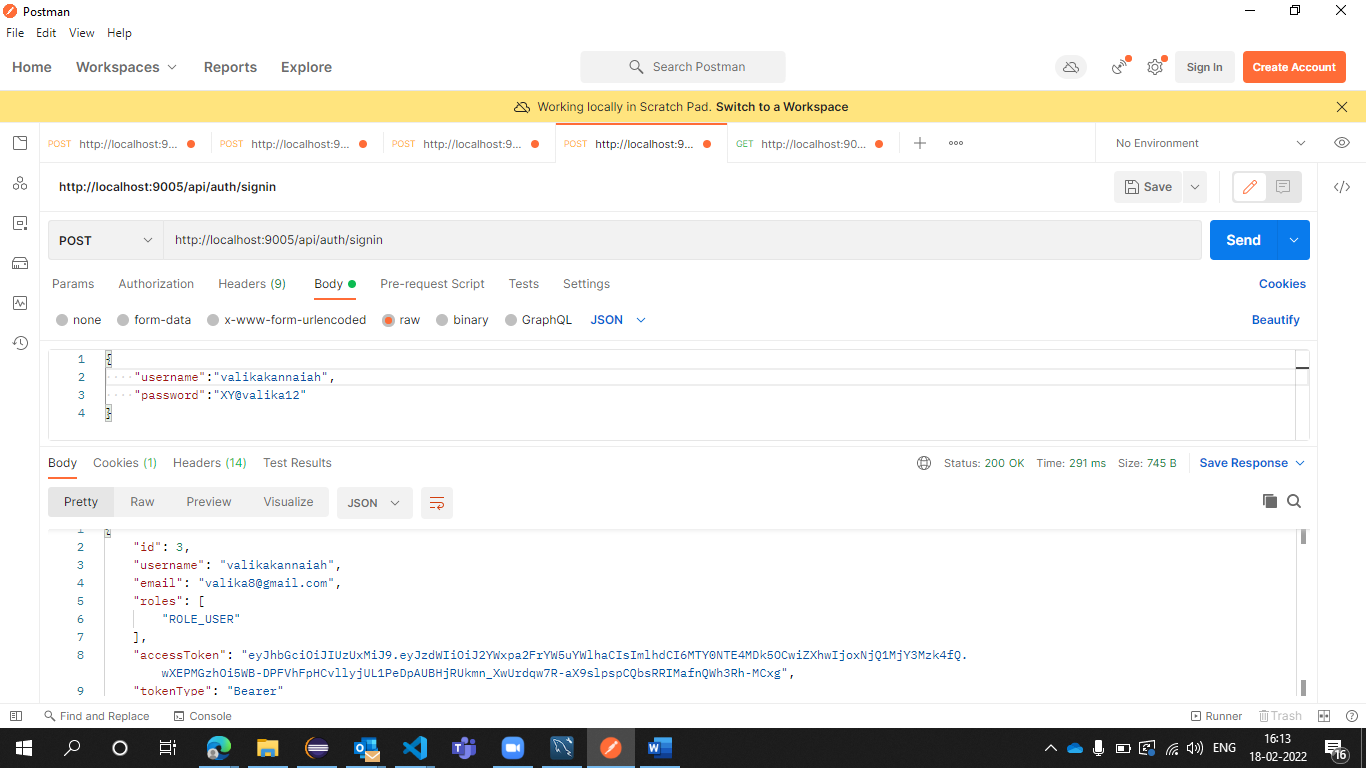 Postman
File Edit View Help
Home Workspaces Reports Explore Search Postman Sign In Create Account
Working locally in Scratch Pad. Switch to a Workspace
POST http://localhost:9... POST http://localhost:9... POST http://localhost:9... POST http://localhost:9... GET http://localhost:90... No Environment
http://localhost:9005/api/auth/signin Save
POST http://localhost:9005/api/auth/signin Send
Params Authorization Headers (9) Body Pre-request Script Tests Settings Cookies
none form-data x-www-form-urlencoded raw binary GraphQL JSON Beautify
1 {
2 "username":"valikakannaiah",
3 "password":"XY@valika12"
4 }
Body Cookies (1) Headers (14) Test Results Status: 200 OK Time: 291 ms Size: 745 B Save Response
Pretty Raw Preview Visualize JSON
1 {
2 "id": 3,
3 "username": "valikakannaiah",
4 "email": "valika8@gmail.com",
5 "roles": [
6 "ROLE_USER"
7 ],
8 "accessToken": "eyJhbGciOiJIUzUxMiJ9.eyJzdWIiOiJ2YWxpa2FrYW5uYWlhaCIsImlhdCI6MTY0NTE4MDk5OCwiZXhwIjoxNjQ1MjY3Mzk4fQ.
wXEPMGzhOi5WB-DPFVhFpHCvllyjUL1PeDpAUBHjRUkmn_XwUrdqw7R-aX9slpspCQbsRRIMafnQWh3Rh-MCxg",
9 "tokenType": "Bearer"
Find and Replace Console Runner Trash
ENG 16:13
18-02-2022 16